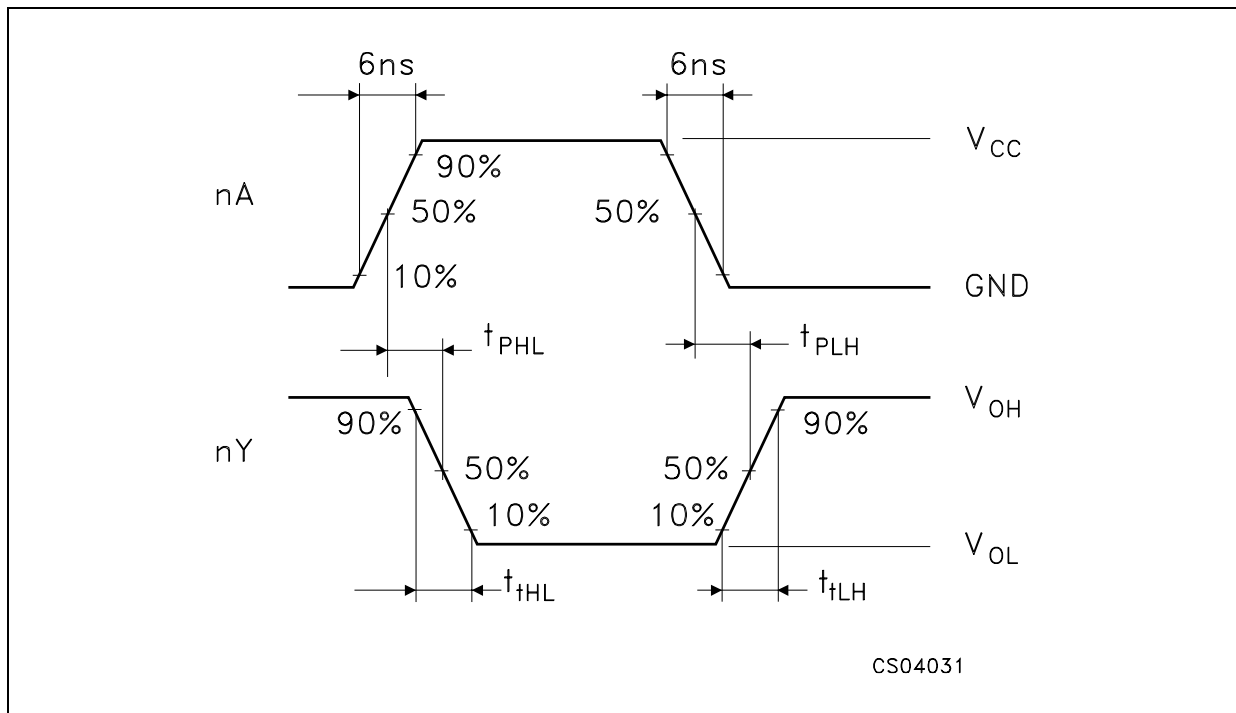 6ns 6ns
V_CC
90%
nA
50% 50%
10%
GND
t_PHL t_PLH
V_OH
90% 90%
nY
50% 50%
10% 10%
V_OL
t_tHL t_tLH
CS04031